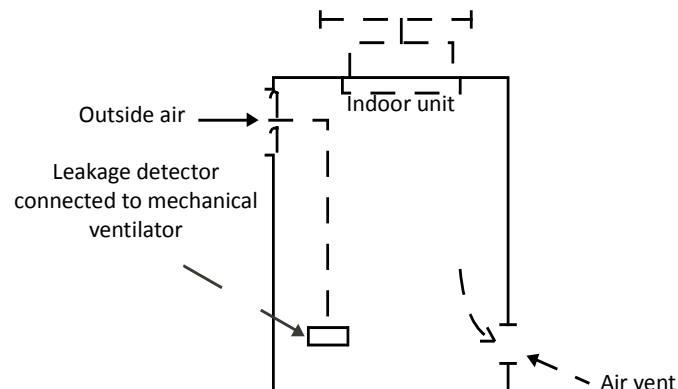 Indoor unit
Outside air
Leakage detector
connected to mechanical
ventilator
Air vent